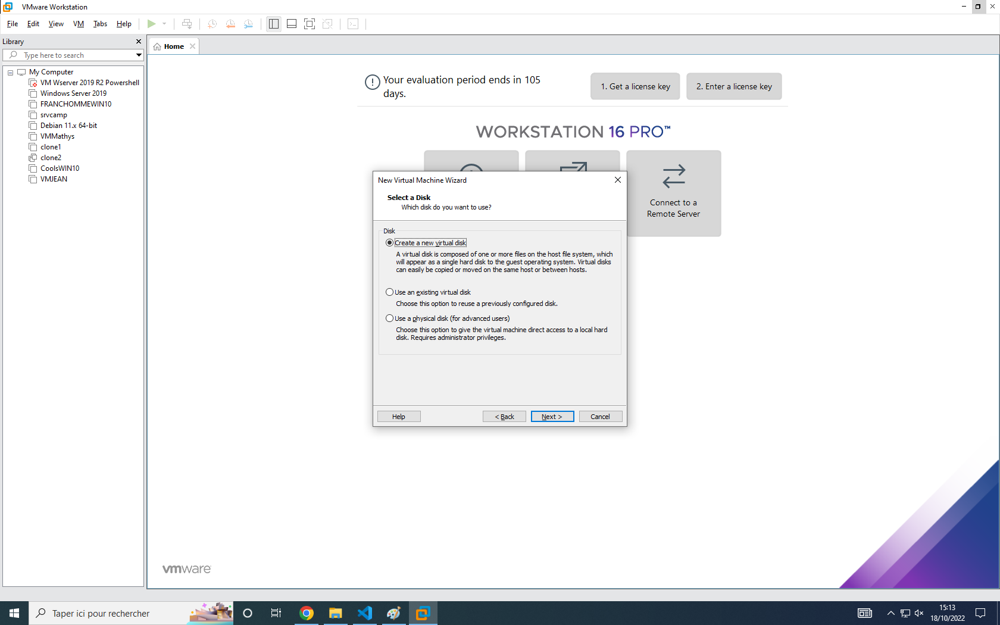 VMware Workstation
File Edit View VM Tabs Help
Library
Type here to search
My Computer
VM Wserver 2019 R2 Powershell
Windows Server 2019
FRANCHOMMEWIN10
srvcamp
Debian 11.x 64-bit
VMMathys
clone1
clone2
CoolsWIN10
VMJEAN
Home
Your evaluation period ends in 105
days.
1. Get a license key
2. Enter a license key
WORKSTATION 16 PRO™
Connect to a
Remote Server
New Virtual Machine Wizard
Select a Disk
Which disk do you want to use?
Disk
Create a new virtual disk
A virtual disk is composed of one or more files on the host file system, which
will appear as a single hard disk to the guest operating system. Virtual disks
can easily be copied or moved on the same host or between hosts.
Use an existing virtual disk
Choose this option to reuse a previously configured disk.
Use a physical disk (for advanced users)
Choose this option to give the virtual machine direct access to a local hard
disk. Requires administrator privileges.
Help
< Back
Next >
Cancel
vmware
Taper ici pour rechercher
15:13
18/10/2022